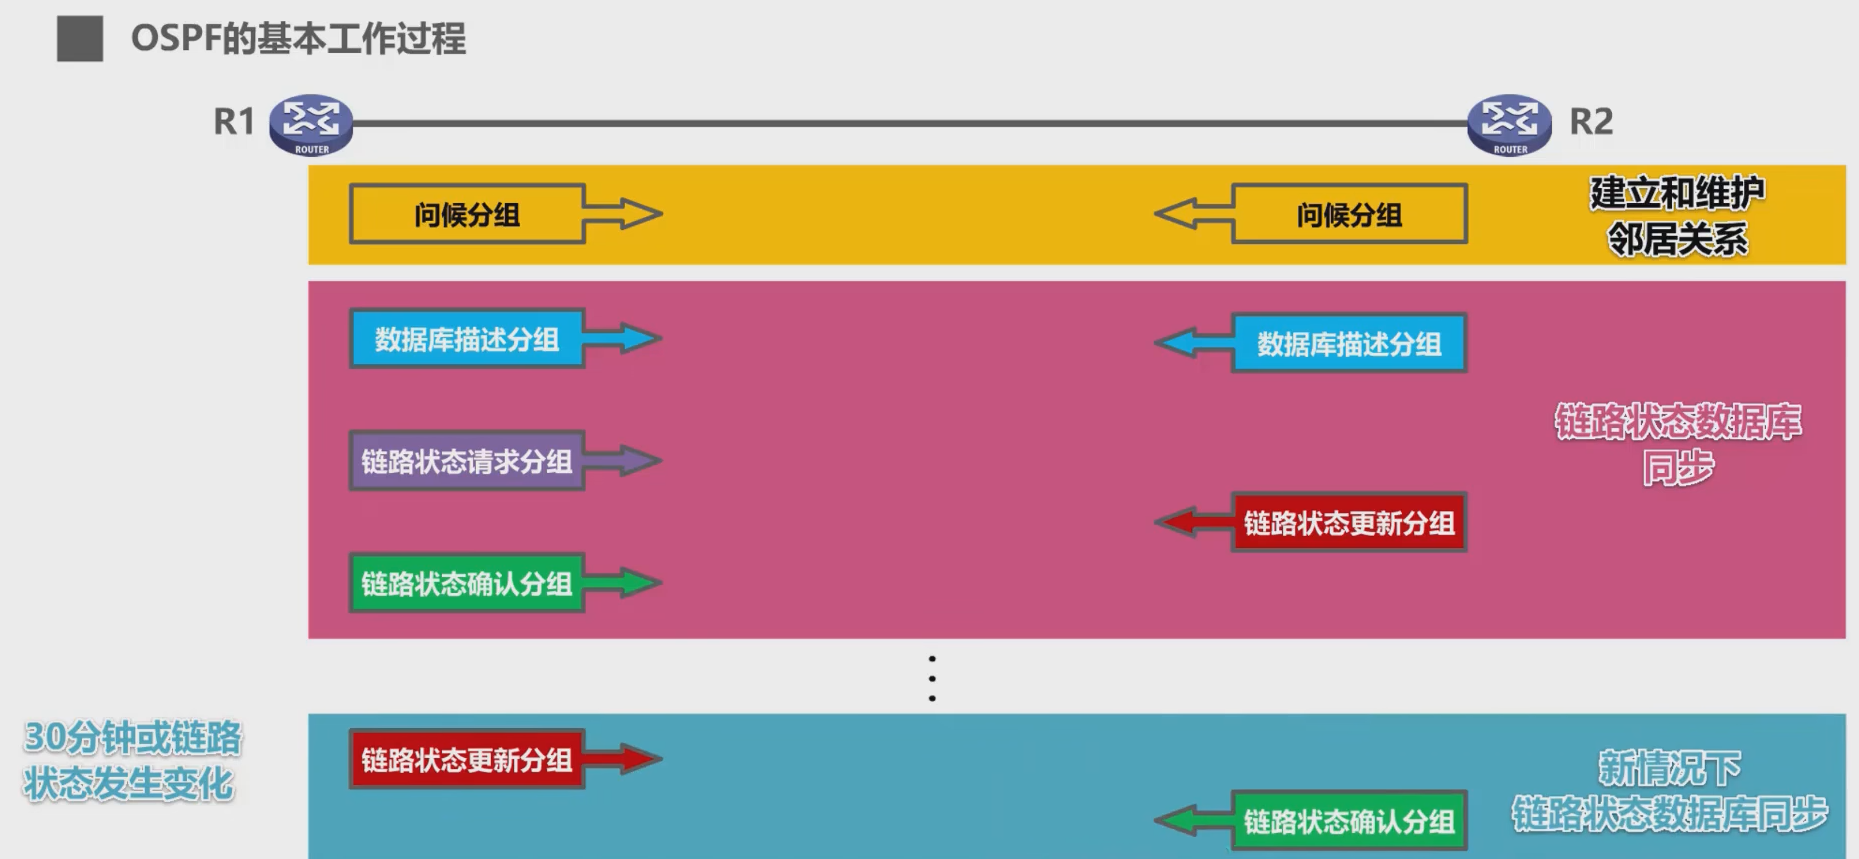 OSPF的基本工作过程
R1
ROUTER
ROUTER
R2
问候分组
问候分组
建立和维护
邻居关系
数据库描述分组
数据库描述分组
链路状态请求分组
链路状态数据库
同步
链路状态更新分组
链路状态确认分组
30分钟或链路
状态发生变化
链路状态更新分组
新情况下
链路状态数据库同步
链路状态确认分组